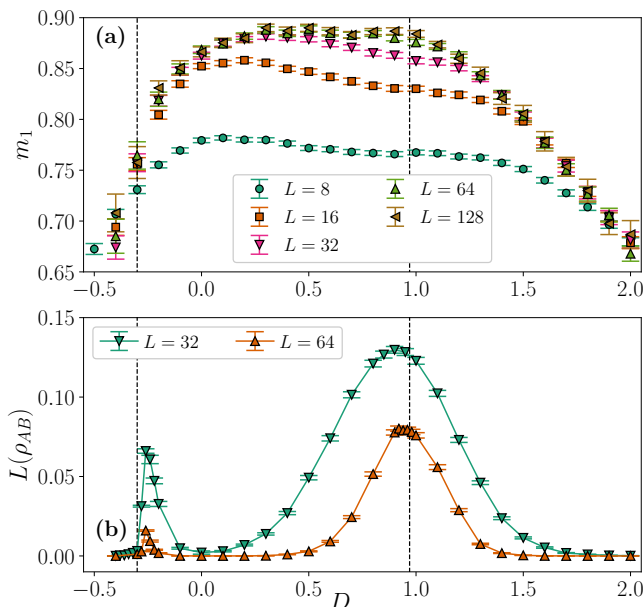 0.90
0.85
0.80
0.75
0.70
0.65
m₁
(a)
L = 8
L = 16
L = 32
L = 64
L = 128
−0.5 0.0 0.5 1.0 1.5 2.0
0.15
0.10
0.05
0.00
L(ρ_AB)
L = 32 L = 64
(b)
−0.5 0.0 0.5 1.0 1.5 2.0
D